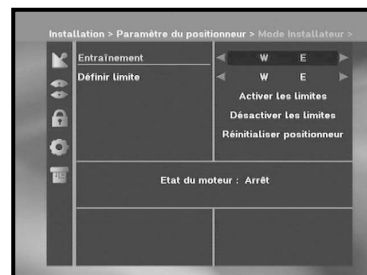 Installation > Paramètre du positionneur > Mode Installateur >
Entraînement W E
Définir limite W E
Activer les limites
Désactiver les limites
Réinitialiser positionneur
Etat du moteur : Arrêt